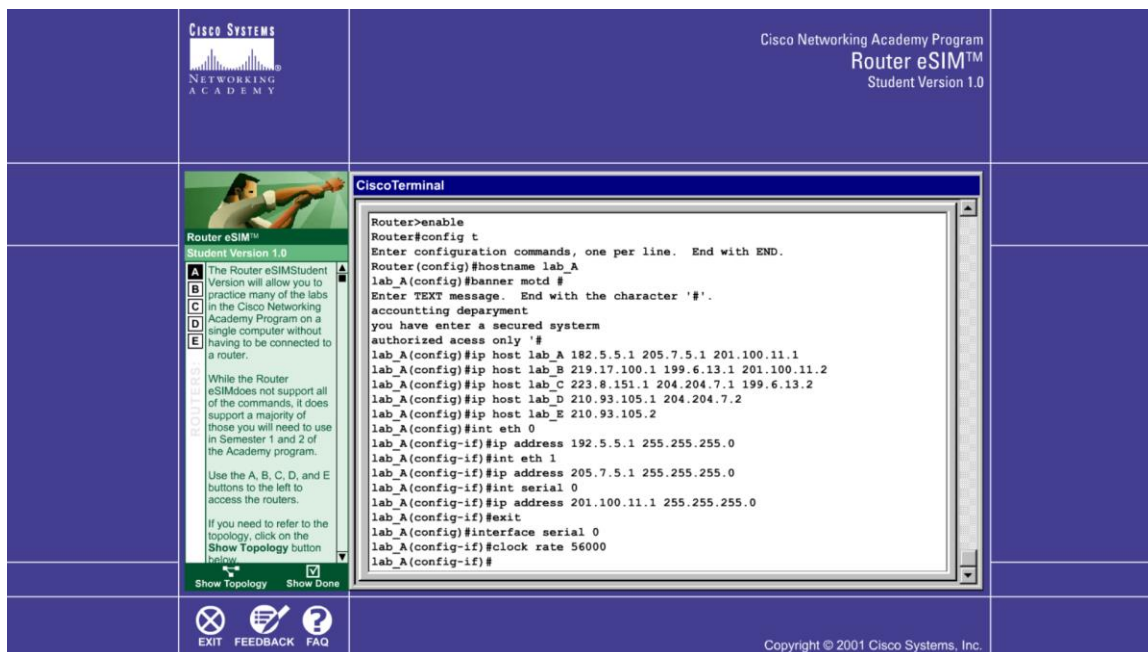 CISCO SYSTEMS
NETWORKING
ACADEMY
Cisco Networking Academy Program
Router eSIM™
Student Version 1.0
Router eSIM™
Student Version 1.0
A
B
C
D
E
ROUTERS:
The Router eSIMStudent
Version will allow you to
practice many of the labs
in the Cisco Networking
Academy Program on a
single computer without
having to be connected to
a router.
While the Router
eSIMdoes not support all
of the commands, it does
support a majority of
those you will need to use
in Semester 1 and 2 of
the Academy program.
Use the A, B, C, D, and E
buttons to the left to
access the routers.
If you need to refer to the
topology, click on the
Show Topology button
below
Show Topology
Show Done
CiscoTerminal
Router>enable
Router#config t
Enter configuration commands, one per line. End with END.
Router(config)#hostname lab_A
lab_A(config)#banner motd #
Enter TEXT message. End with the character '#'.
accountting deparyment
you have enter a secured systerm
authorized acess only '#
lab_A(config)#ip host lab_A 182.5.5.1 205.7.5.1 201.100.11.1
lab_A(config)#ip host lab_B 219.17.100.1 199.6.13.1 201.100.11.2
lab_A(config)#ip host lab_C 223.8.151.1 204.204.7.1 199.6.13.2
lab_A(config)#ip host lab_D 210.93.105.1 204.204.7.2
lab_A(config)#ip host lab_E 210.93.105.2
lab_A(config)#int eth 0
lab_A(config-if)#ip address 192.5.5.1 255.255.255.0
lab_A(config-if)#int eth 1
lab_A(config-if)#ip address 205.7.5.1 255.255.255.0
lab_A(config-if)#int serial 0
lab_A(config-if)#ip address 201.100.11.1 255.255.255.0
lab_A(config-if)#exit
lab_A(config)#interface serial 0
lab_A(config-if)#clock rate 56000
lab_A(config-if)#
EXIT
FEEDBACK
FAQ
Copyright © 2001 Cisco Systems, Inc.